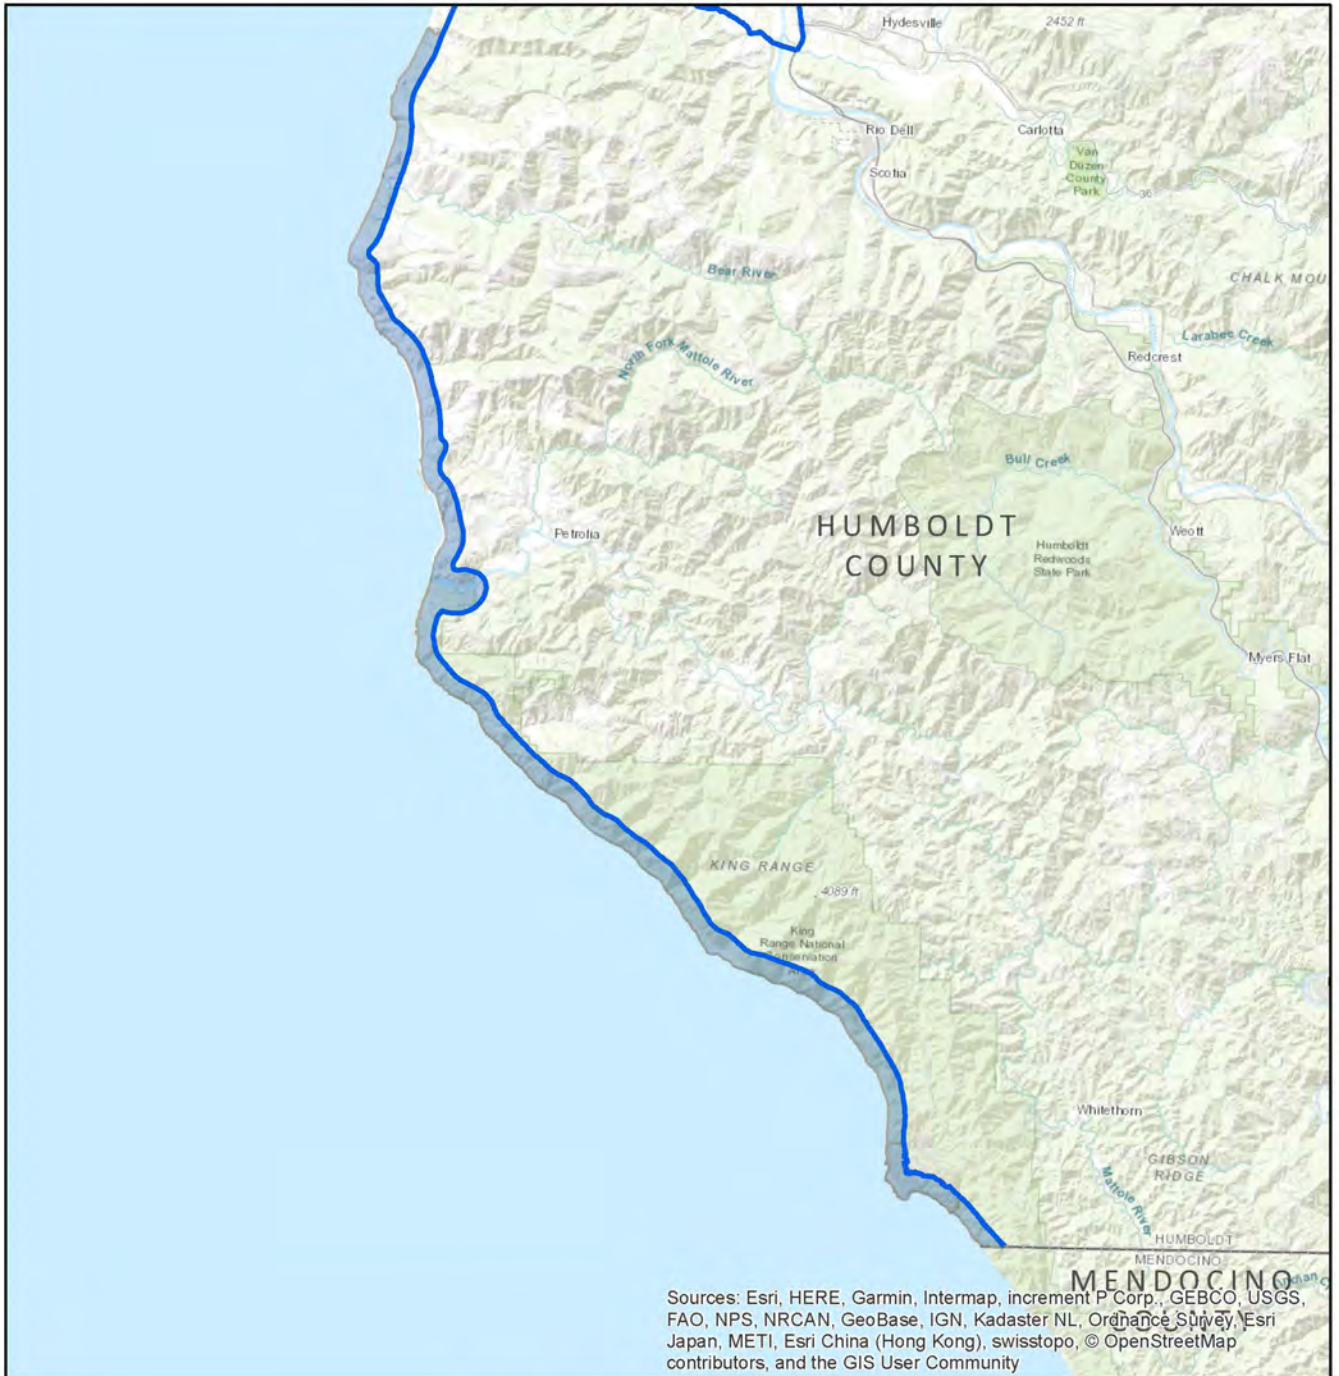 Hydesville
2452 ft
Rio Dell
Carlotta
Scotia
Van
Duzen
County
Park
36
Bear River
CHALK MOU
North Fork Mattole River
Larabee Creek
Redcrest
Bull Creek
HUMBOLDT
COUNTY
Petrolia
Humboldt
Redwoods
State Park
Weott
Myers Flat
KING RANGE
4089 ft
King
Range National
Conservation
Area
Whitethorn
GIBSON
RIDGE
Mattole River
HUMBOLDT
MENDOCINO
MENDOCINO
COUNTY
Sources: Esri, HERE, Garmin, Intermap, increment P Corp., GEBCO, USGS,
FAO, NPS, NRCAN, GeoBase, IGN, Kadaster NL, Ordnance Survey, Esri
Japan, METI, Esri China (Hong Kong), swisstopo, © OpenStreetMap
contributors, and the GIS User Community